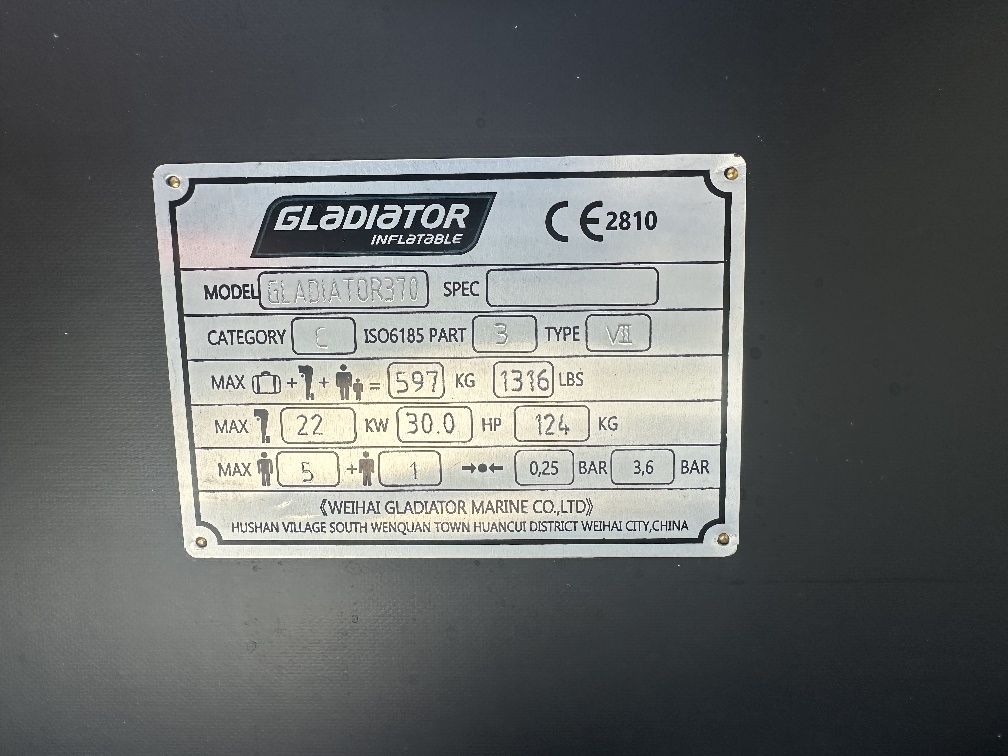 GLADIATOR
INFLATABLE
CE 2810
MODEL GLADIATOR370 SPEC
CATEGORY C ISO6185 PART 3 TYPE VII
MAX + + = 597 KG 1316 LBS
MAX 22 KW 30.0 HP 124 KG
MAX 5 + 1 0,25 BAR 3,6 BAR
《WEIHAI GLADIATOR MARINE CO.,LTD》
HUSHAN VILLAGE SOUTH WENQUAN TOWN HUANCUI DISTRICT WEIHAI CITY,CHINA